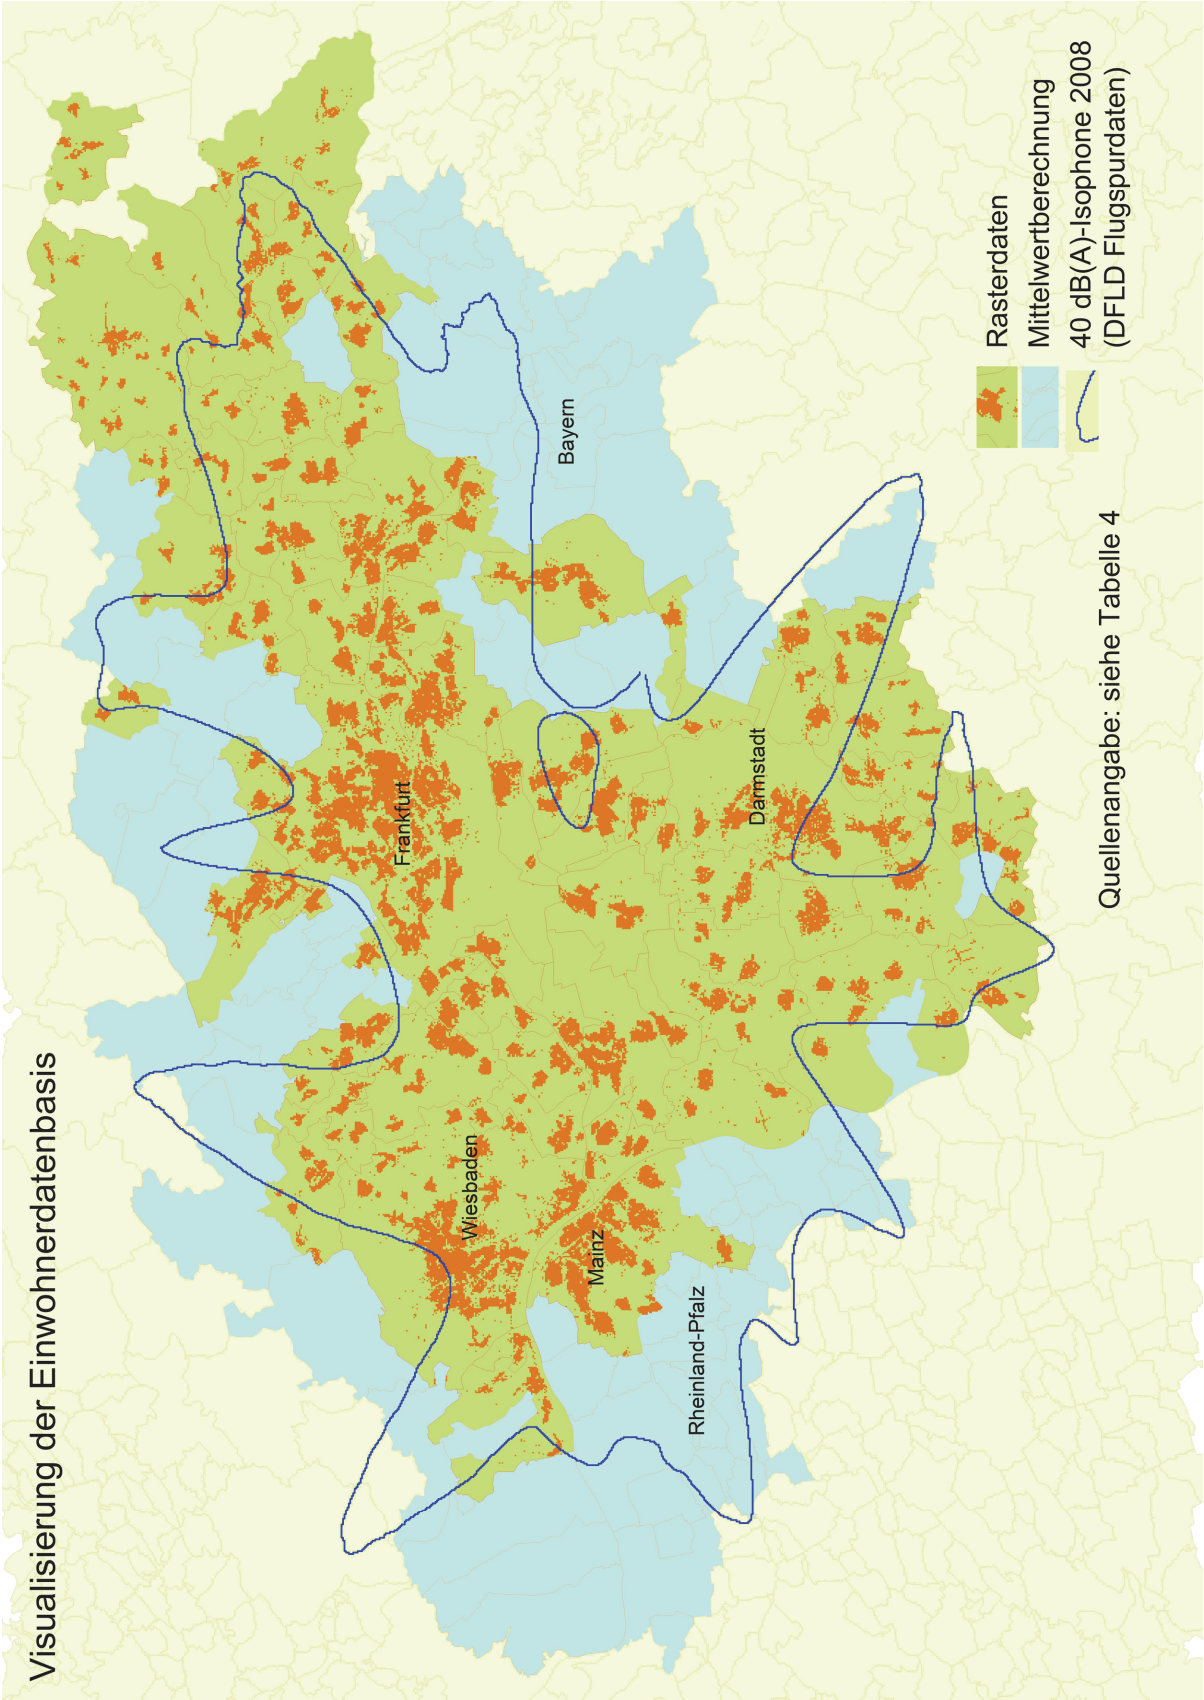 Visualisierung der Einwohnerdatenbasis
Frankfurt
Wiesbaden
Bayern
Mainz
Rheinland-Pfalz
Darmstadt
Rasterdaten
Mittelwertberechnung
40 dB(A)-Isophone 2008
(DFLD Flugspurdaten)
Quellenangabe: siehe Tabelle 4